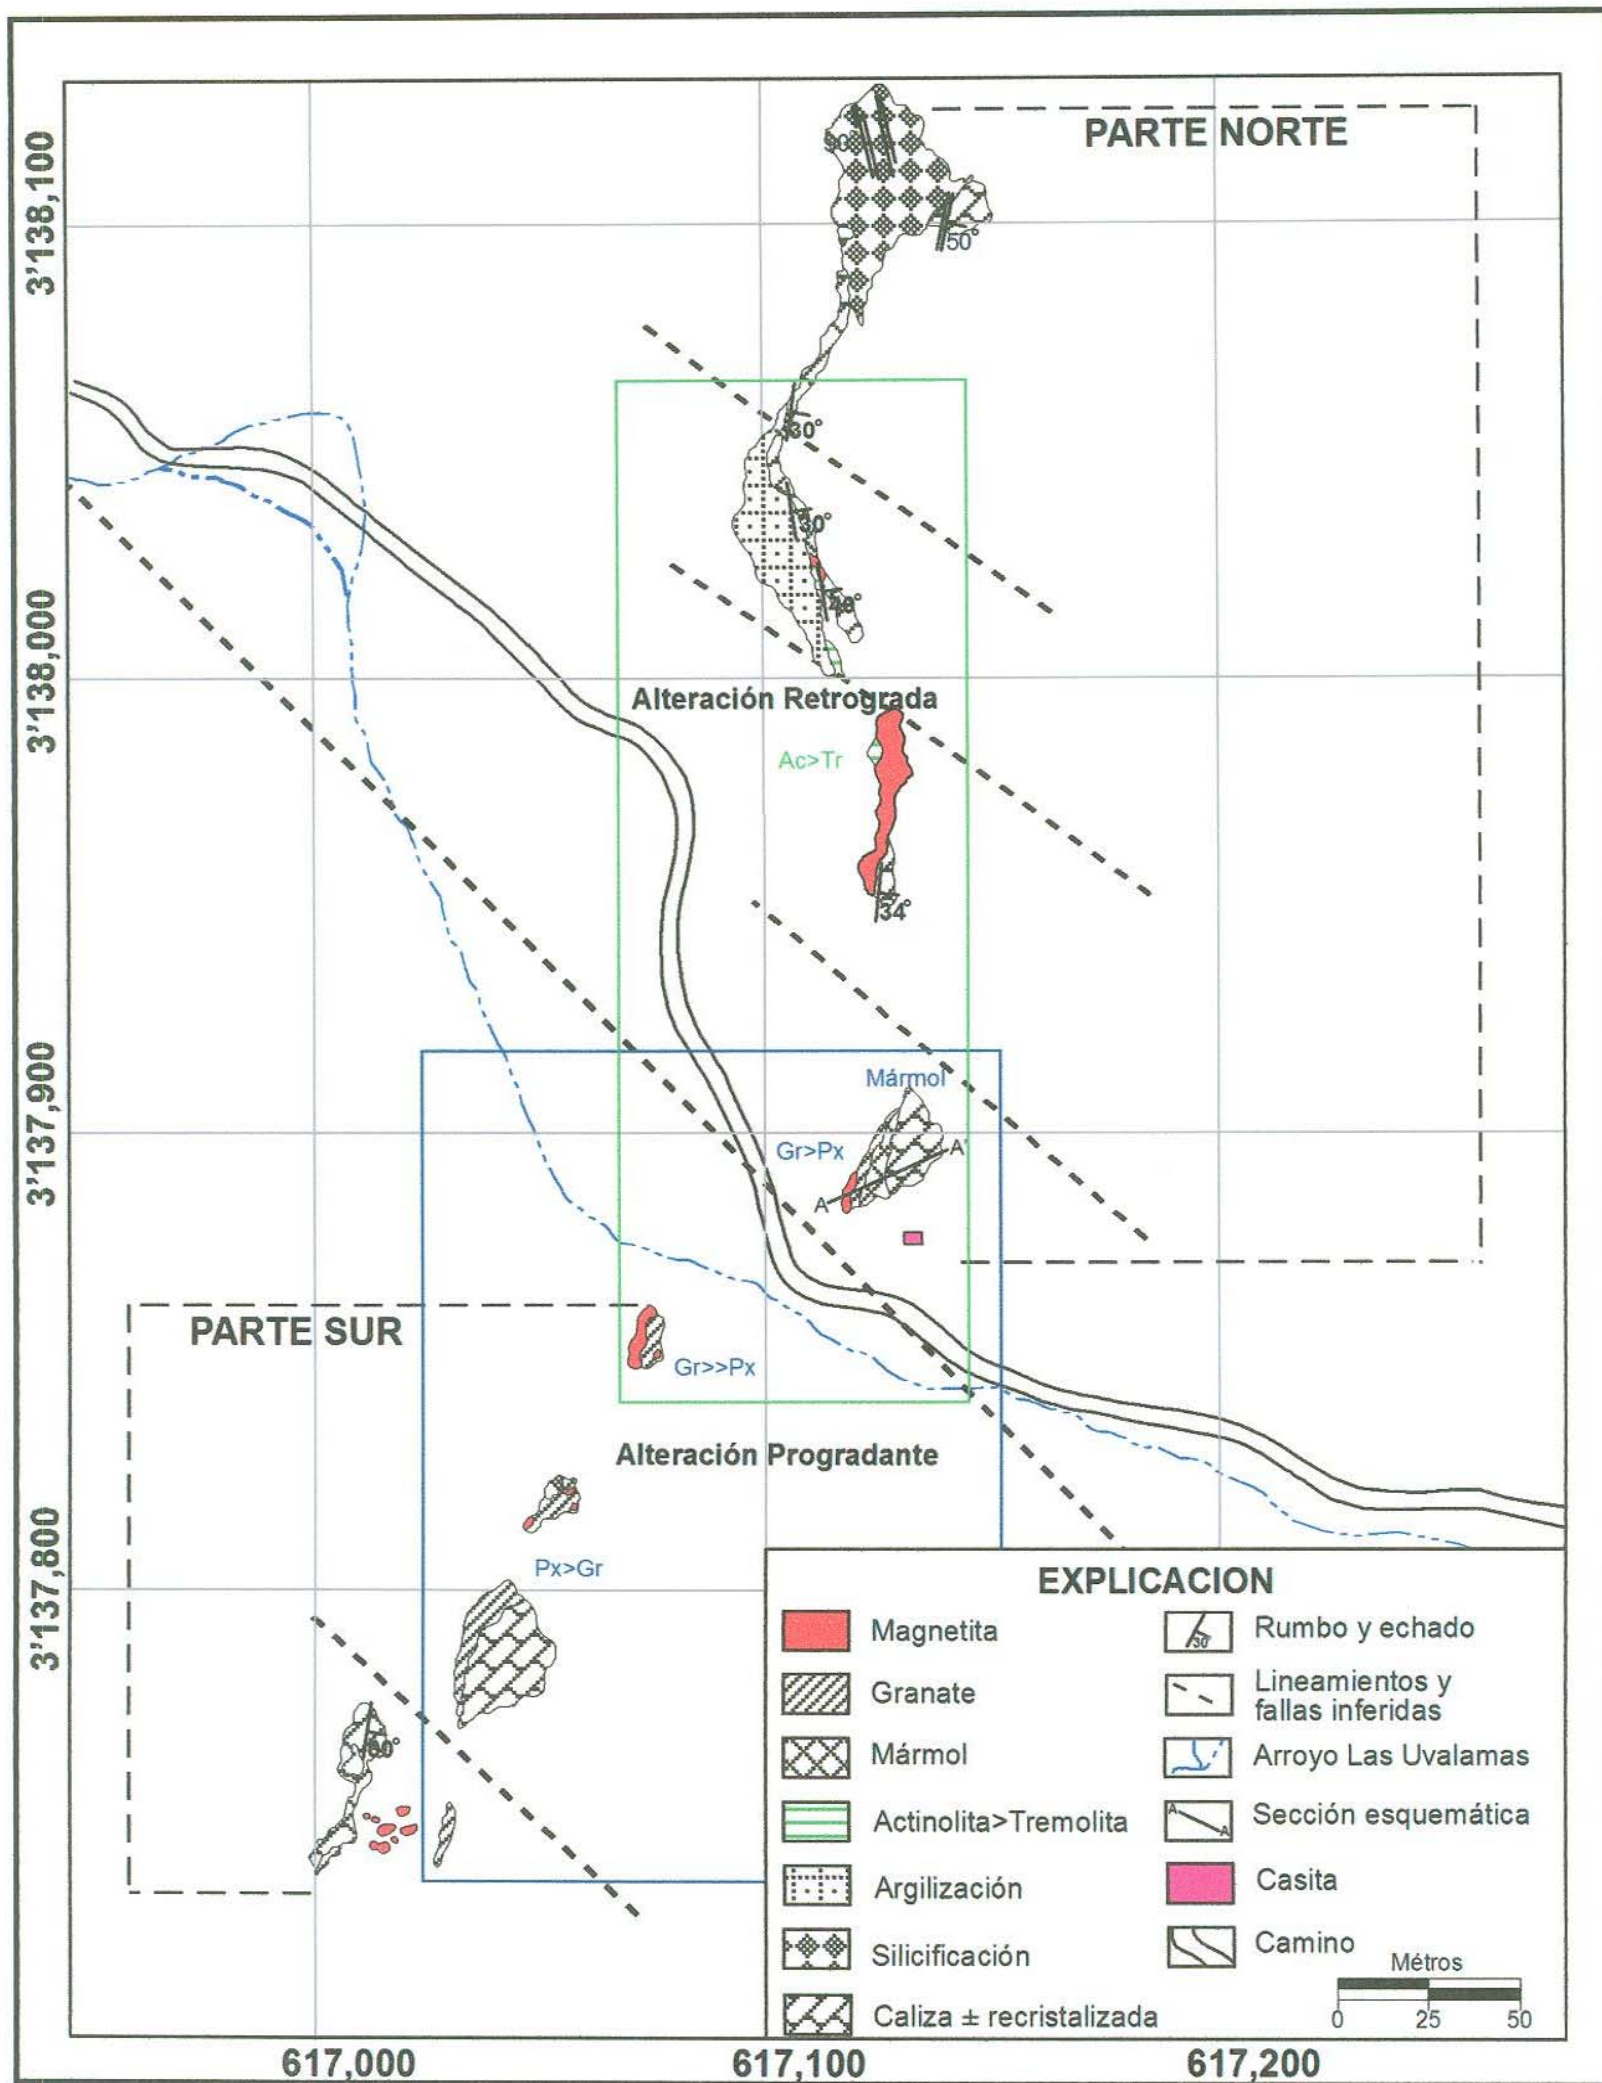 PARTE NORTE
3'138,100
90°
50°
30°
30°
40°
3'138,000
Alteración Retrograda
Ac>Tr
34°
Mármol
3'137,900
Gr>Px
A'
A
PARTE SUR
Gr>>Px
Alteración Progradante
3'137,800
Px>Gr
60°
EXPLICACION
Magnetita
Granate
Mármol
Actinolita>Tremolita
Argilización
Silicificación
Caliza ± recristalizada
30°
Rumbo y echado
Lineamientos y
fallas inferidas
Arroyo Las Uvalamas
A
A
Sección esquemática
Casita
Camino
Métros
0 25 50
617,000 617,100 617,200